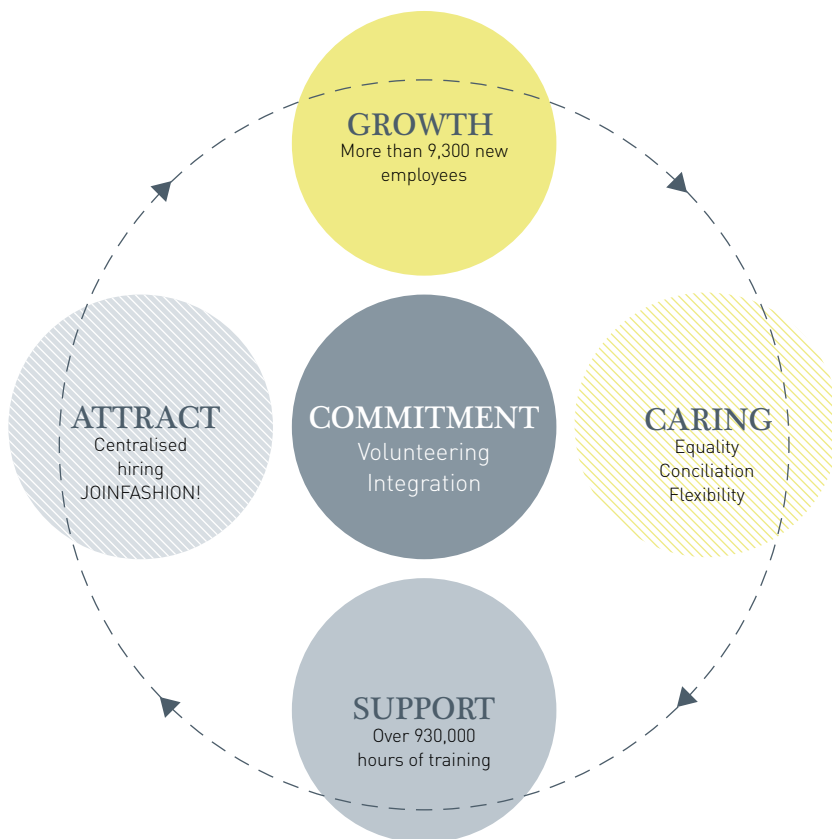 GROWTH
More than 9,300 new
employees
ATTRACT
Centralised
hiring
JOINFASHION!
COMMITMENT
Volunteering
Integration
CARING
Equality
Conciliation
Flexibility
SUPPORT
Over 930,000
hours of training